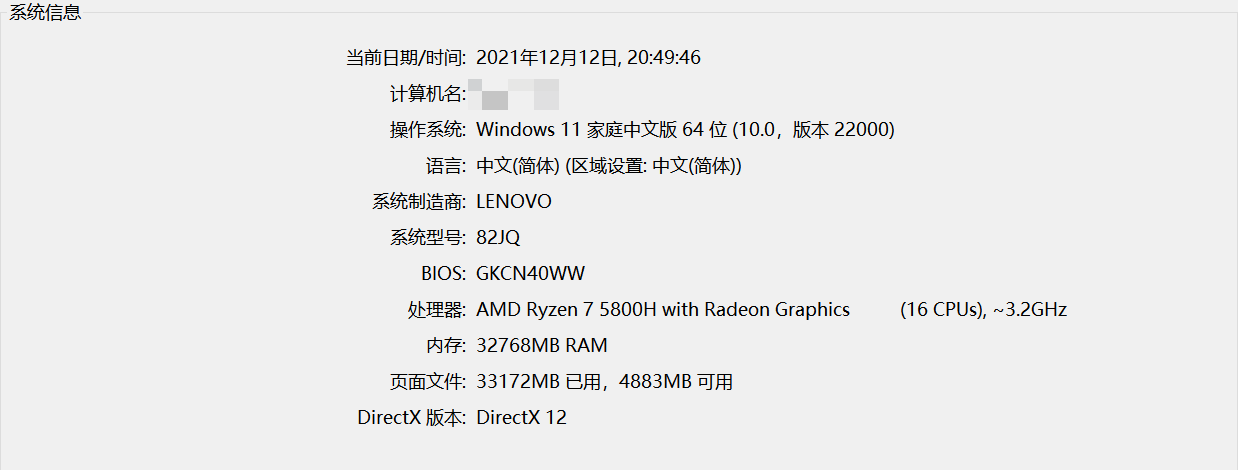 系统信息
当前日期/时间: 2021年12月12日, 20:49:46
计算机名:
操作系统: Windows 11 家庭中文版 64 位 (10.0，版本 22000)
语言: 中文(简体) (区域设置: 中文(简体))
系统制造商: LENOVO
系统型号: 82JQ
BIOS: GKCN40WW
处理器: AMD Ryzen 7 5800H with Radeon Graphics (16 CPUs), ~3.2GHz
内存: 32768MB RAM
页面文件: 33172MB 已用，4883MB 可用
DirectX 版本: DirectX 12